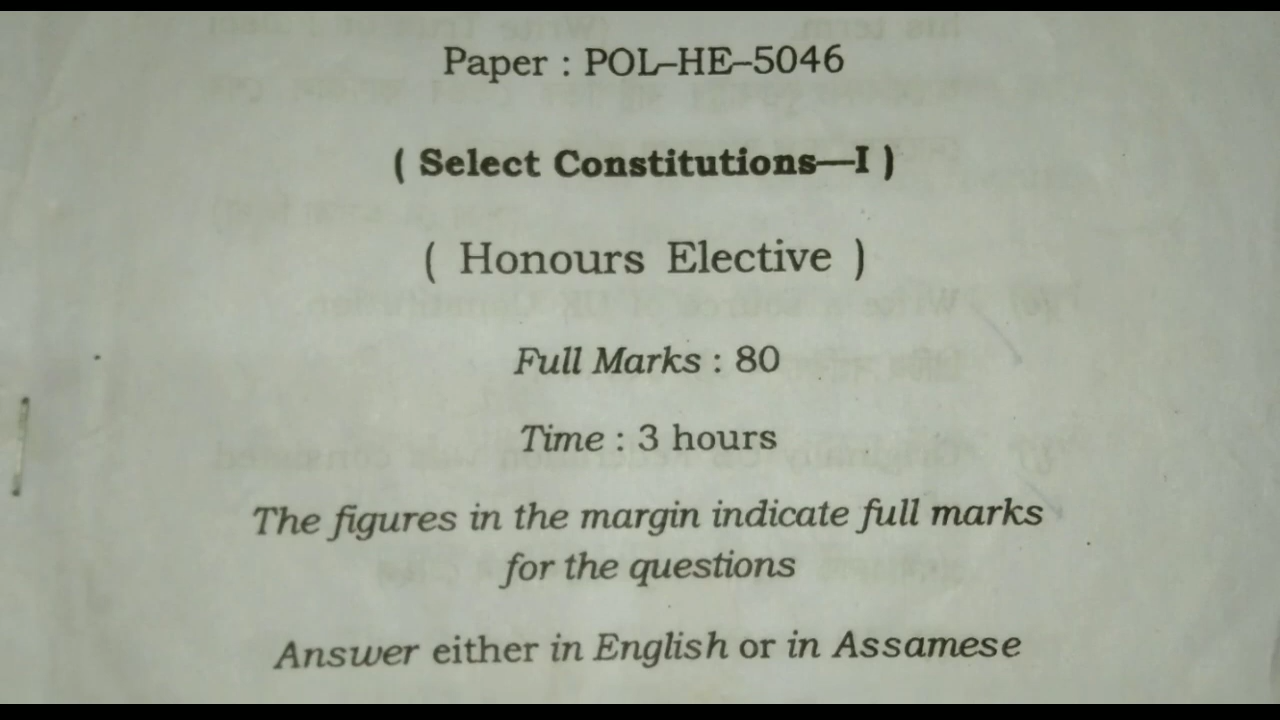 Paper : POL–HE–5046
( Select Constitutions—I )
( Honours Elective )
Full Marks : 80
Time : 3 hours
The figures in the margin indicate full marks
for the questions
Answer either in English or in Assamese